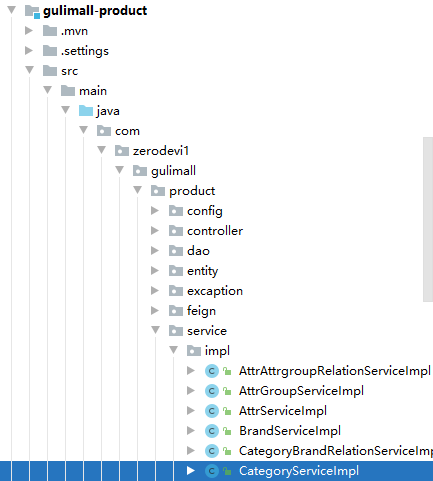 gulimall-product
.mvn
.settings
src
main
java
com
zerodevi1
gulimall
product
config
controller
dao
entity
excaption
feign
service
impl
AttrAttrgroupRelationServiceImpl
AttrGroupServiceImpl
AttrServiceImpl
BrandServiceImpl
CategoryBrandRelationServiceImp
CategoryServiceImpl